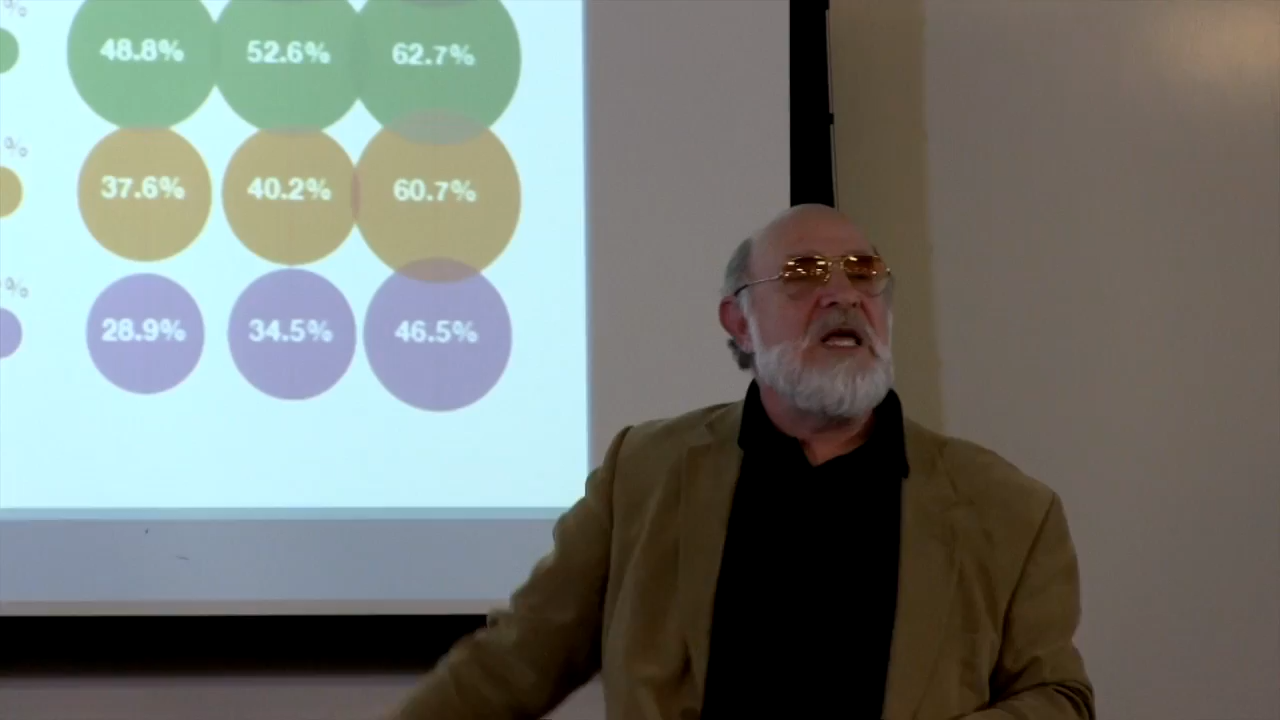 %
48.8% 52.6% 62.7%
%
37.6% 40.2% 60.7%
%
28.9% 34.5% 46.5%